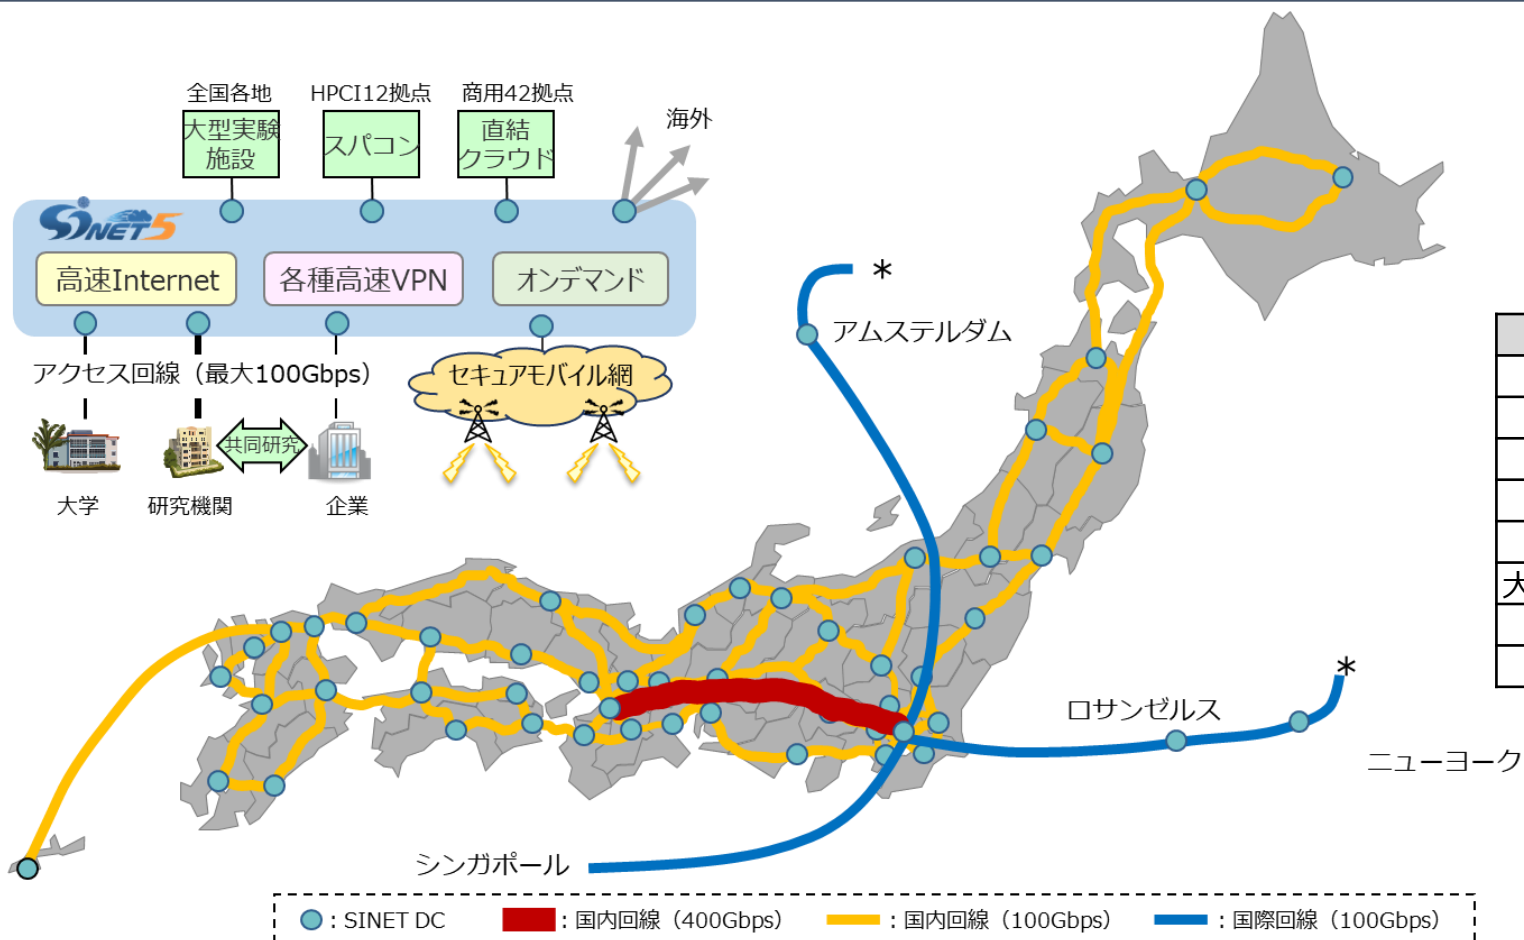 全国各地
HPCI12拠点
商用42拠点
大型実験
施設
スパコン
直結
クラウド
海外
SINET5
高速Internet
各種高速VPN
オンデマンド
アクセス回線（最大100Gbps）
セキュアモバイル網
共同研究
大学
研究機関
企業
*
アムステルダム
大
*
ロサンゼルス
ニューヨーク
シンガポール
：SINET DC
：国内回線（400Gbps）
：国内回線（100Gbps）
：国際回線（100Gbps）